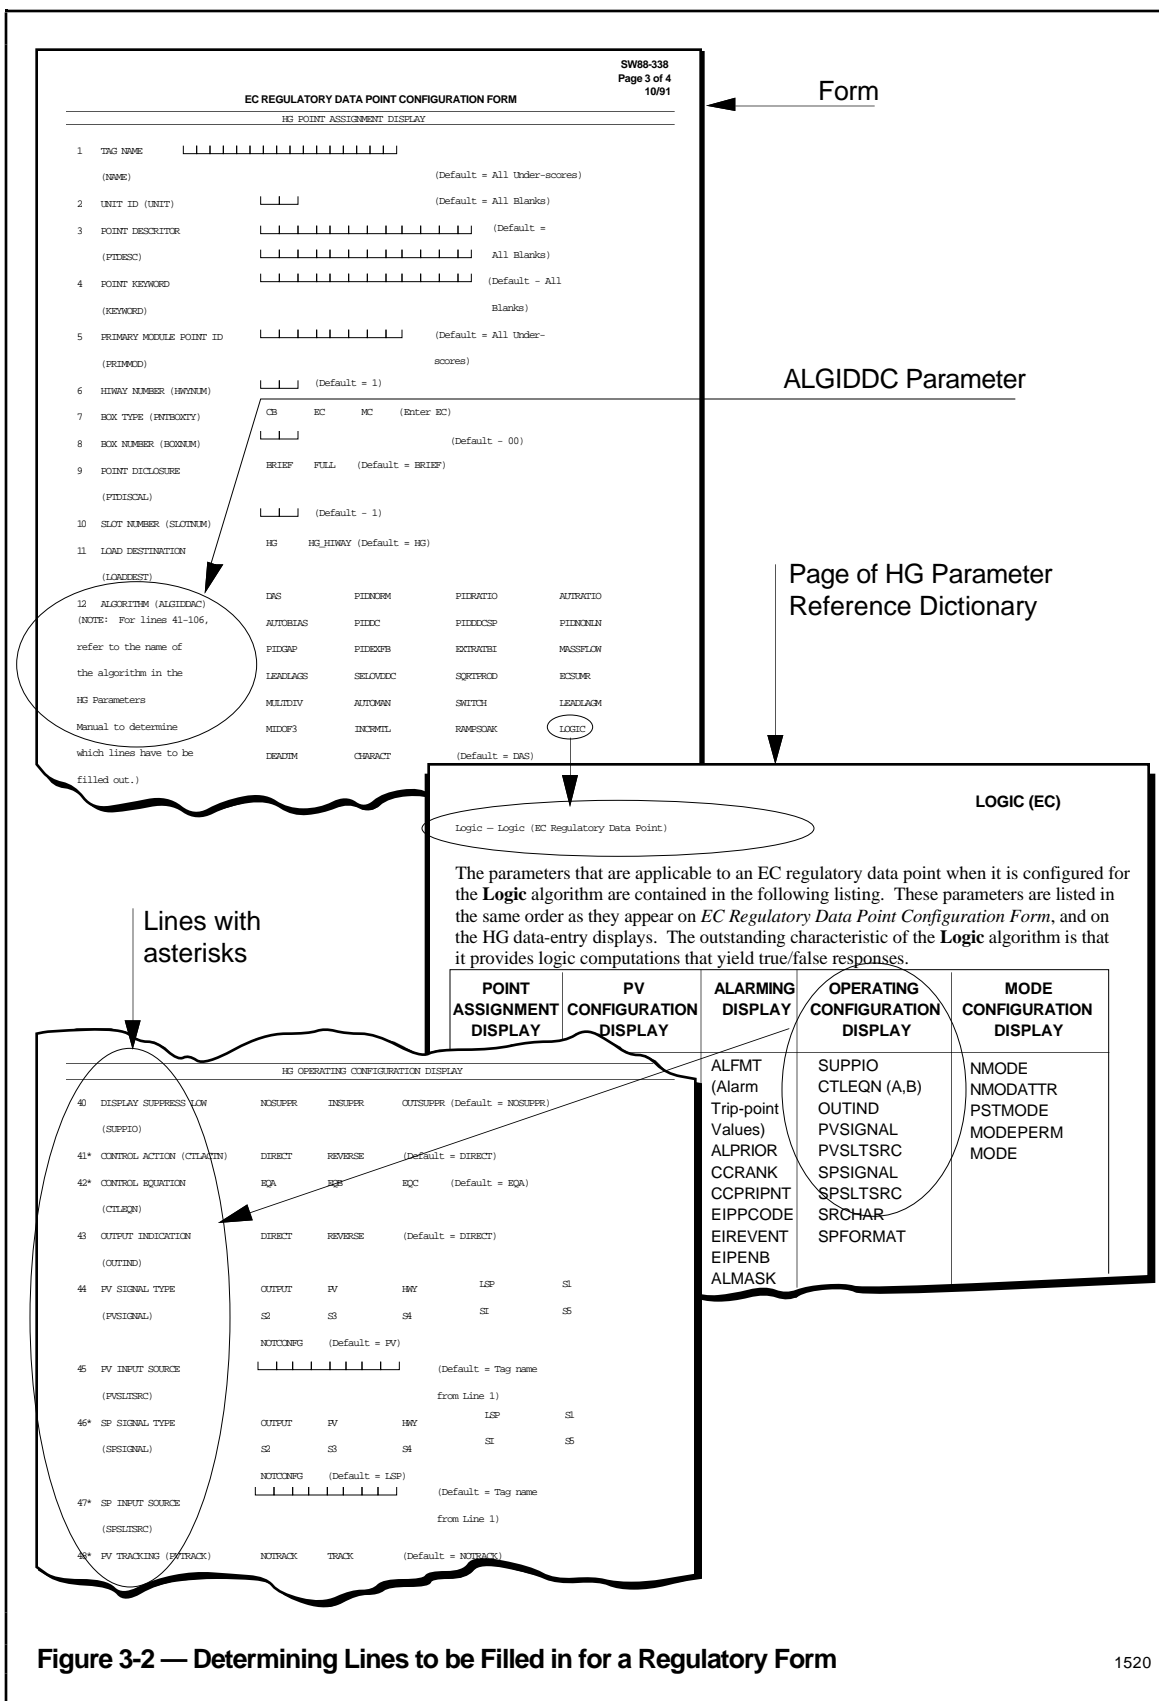 SW88-338
Page 3 of 4
10/91
EC REGULATORY DATA POINT CONFIGURATION FORM
HG POINT ASSIGNMENT DISPLAY
Form
1 TAG NAME
(NAME) (Default = All Under-scores)
2 UNIT ID (UNIT) (Default = All Blanks)
3 POINT DESCRITOR (Default =
(PTDESC) All Blanks)
4 POINT KEYWORD (Default - All
(KEYWORD) Blanks)
5 PRIMARY MODULE POINT ID (Default = All Under-
(PRIMMOD) scores)
ALGIDDC Parameter
6 HIWAY NUMBER (HWYNUM) (Default = 1)
7 BOX TYPE (PNTBOXTY) CB EC MC (Enter EC)
8 BOX NUMBER (BOXNUM) (Default - 00)
9 POINT DICLOSURE BRIEF FULL (Default = BRIEF)
(PTDISCAL)
10 SLOT NUMBER (SLOTNUM) (Default - 1)
11 LOAD DESTINATION HG HG_HIWAY (Default = HG)
(LOADDEST)
Page of HG Parameter
Reference Dictionary
12 ALGORITHM (ALGIDDAC) DAS PIDNORM PIDRATIO AUTRATIO
(NOTE: For lines 41-106, AUTOBIAS PIDDC PIDDDCSP PIDNONLN
refer to the name of PIDGAP PIDEXFB EXTRATBI MASSFLOW
the algorithm in the LEADLAGS SELOVDDC SQRTPROD ECSUMR
HG Parameters MULTDIV AUTOMAN SWITCH LEADLAGM
Manual to determine MIDOF3 INCRMTL RAMPSOAK LOGIC
which lines have to be DEADTM CHARACT (Default = DAS)
filled out.)
LOGIC (EC)
Logic — Logic (EC Regulatory Data Point)
The parameters that are applicable to an EC regulatory data point when it is configured for
the Logic algorithm are contained in the following listing. These parameters are listed in
the same order as they appear on EC Regulatory Data Point Configuration Form, and on
the HG data-entry displays. The outstanding characteristic of the Logic algorithm is that
it provides logic computations that yield true/false responses.
Lines with
asterisks
POINT PV ALARMING OPERATING MODE
ASSIGNMENT CONFIGURATION DISPLAY CONFIGURATION CONFIGURATION
DISPLAY DISPLAY DISPLAY DISPLAY
ALFMT SUPPIO NMODE
(Alarm CTLEQN (A,B) NMODATTR
Trip-point OUTIND PSTMODE
Values) PVSIGNAL MODEPERM
ALPRIOR PVSLTSRC MODE
CCRANK SPSIGNAL
CCPRIPNT SPSLTSRC
EIPPCODE SRCHAR
EIREVENT SPFORMAT
EIPENB
ALMASK
HG OPERATING CONFIGURATION DISPLAY
40 DISPLAY SUPPRESS LOW NOSUPPR INSUPPR OUTSUPPR (Default = NOSUPPR)
(SUPPIO)
41* CONTROL ACTION (CTLACTN) DIRECT REVERSE (Default = DIRECT)
42* CONTROL EQUATION EQA EQB EQC (Default = EQA)
(CTLEQN)
43 OUTPUT INDICATION DIRECT REVERSE (Default = DIRECT)
(OUTIND)
44 PV SIGNAL TYPE OUTPUT PV HWY LSP S1
(PVSIGNAL) S2 S3 S4 SI S5
NOTCONFG (Default = PV)
45 PV INPUT SOURCE (Default = Tag name
(PVSLTSRC) from Line 1)
46* SP SIGNAL TYPE OUTPUT PV HWY LSP S1
(SPSIGNAL) S2 S3 S4 SI S5
NOTCONFG (Default = LSP)
47* SP INPUT SOURCE (Default = Tag name
(SPSLTSRC) from Line 1)
48* PV TRACKING (PVTRACK) NOTRACK TRACK (Default = NOTRACK)
Figure 3-2 — Determining Lines to be Filled in for a Regulatory Form 1520